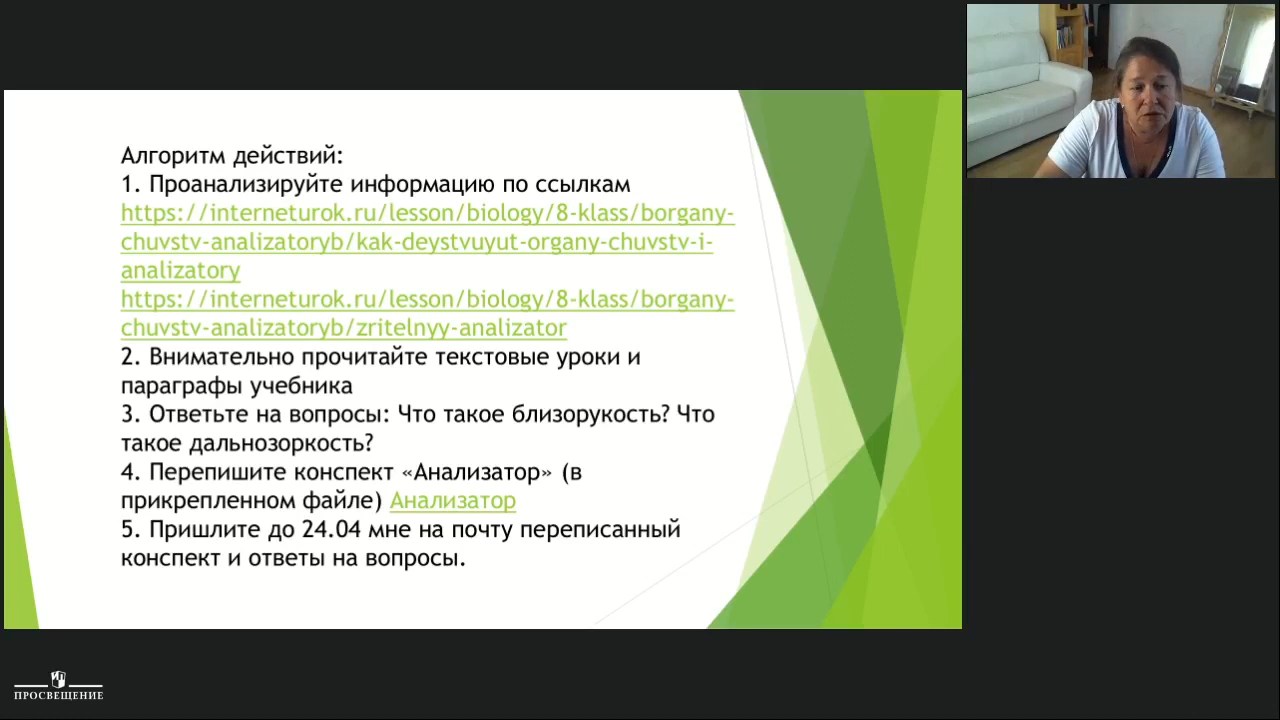 Алгоритм действий:
1. Проанализируйте информацию по ссылкам
https://interneturok.ru/lesson/biology/8-klass/borgany-
chuvstv-analizatoryb/kak-deystvuyut-organy-chuvstv-i-
analizatory
https://interneturok.ru/lesson/biology/8-klass/borgany-
chuvstv-analizatoryb/zritelnyy-analizator
2. Внимательно прочитайте текстовые уроки и
параграфы учебника
3. Ответьте на вопросы: Что такое близорукость? Что
такое дальнозоркость?
4. Перепишите конспект «Анализатор» (в
прикрепленном файле) Анализатор
5. Пришлите до 24.04 мне на почту переписанный
конспект и ответы на вопросы.
ПРОСВЕЩЕНИЕ